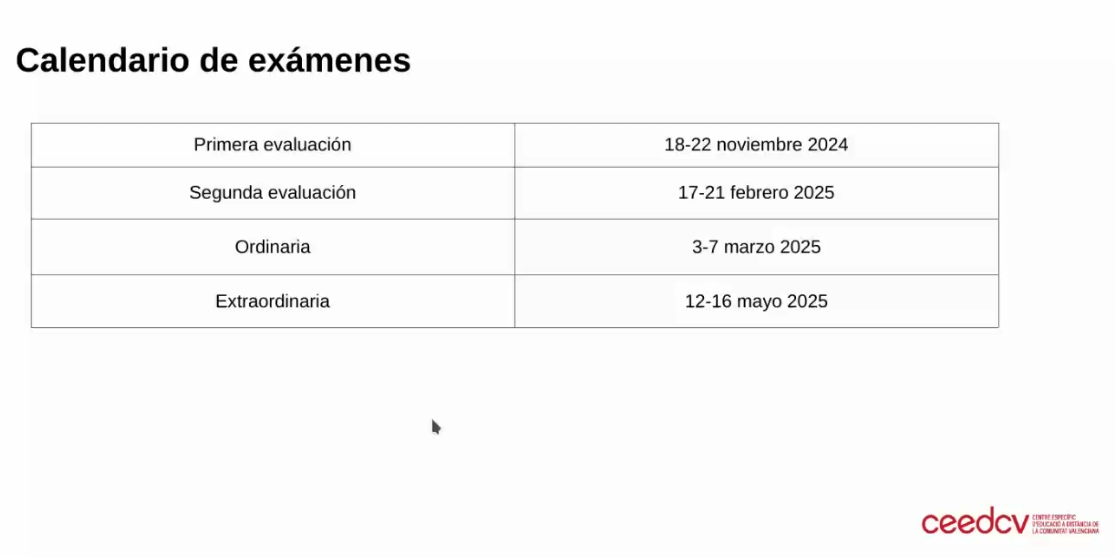 Calendario de exámenes
Primera evaluación 18-22 noviembre 2024
Segunda evaluación 17-21 febrero 2025
Ordinaria 3-7 marzo 2025
Extraordinaria 12-16 mayo 2025
ceedcv
CENTRE ESPECÍFIC
D'EDUCACIÓ A DISTÀNCIA DE
LA COMUNITAT VALENCIANA